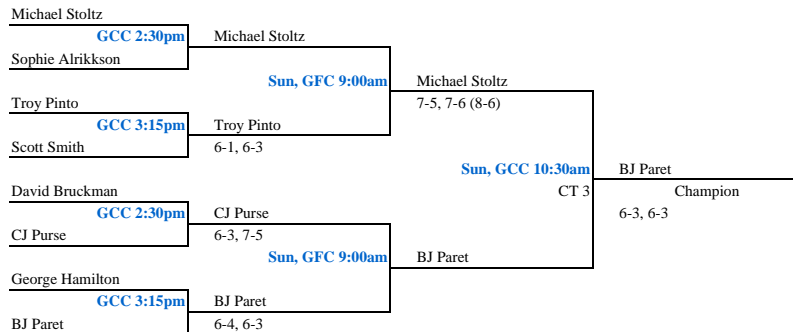 Michael Stoltz
GCC 2:30pm
Michael Stoltz
Sophie Alrikkson
Sun, GFC 9:00am
Michael Stoltz
7-5, 7-6 (8-6)
Troy Pinto
GCC 3:15pm
Troy Pinto
6-1, 6-3
Scott Smith
Sun, GCC 10:30am
CT 3
BJ Paret
Champion
6-3, 6-3
David Bruckman
GCC 2:30pm
CJ Purse
6-3, 7-5
CJ Purse
Sun, GFC 9:00am
BJ Paret
George Hamilton
GCC 3:15pm
BJ Paret
6-4, 6-3
BJ Paret